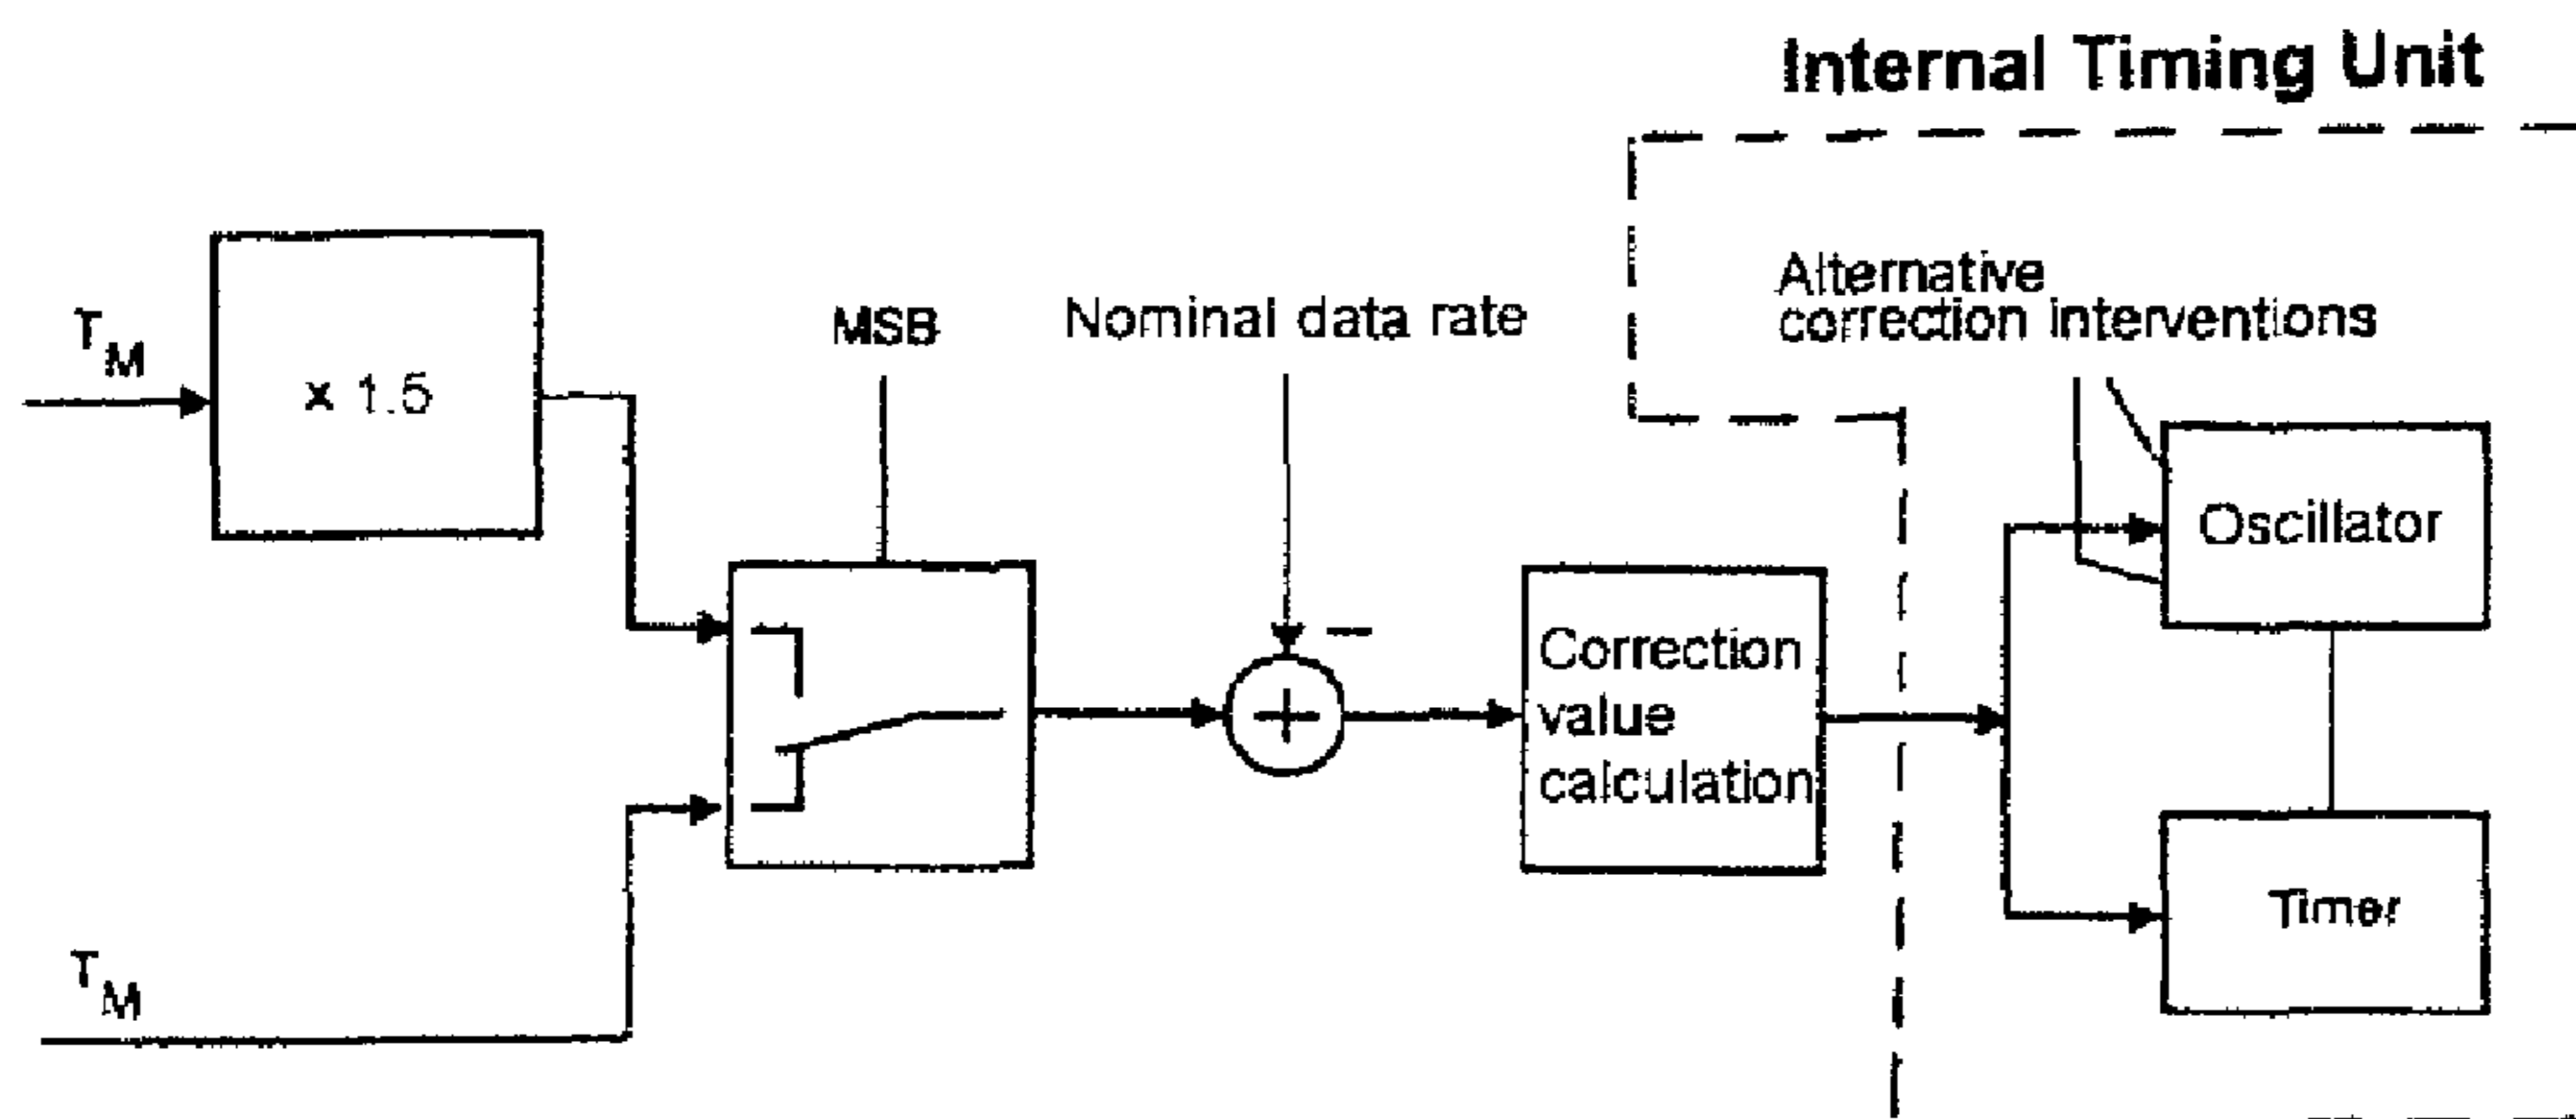 Internal Timing Unit
Alternative
correction interventions
T_M
× 1.5
MSB
Nominal data rate
Oscillator
+
−
Correction
value
calculation
Timer
T_M